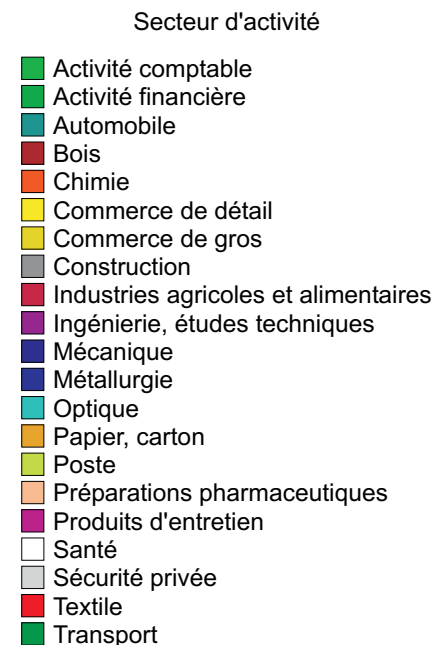 Secteur d'activité
Activité comptable
Activité financière
Automobile
Bois
Chimie
Commerce de détail
Commerce de gros
Construction
Industries agricoles et alimentaires
Ingénierie, études techniques
Mécanique
Métallurgie
Optique
Papier, carton
Poste
Préparations pharmaceutiques
Produits d'entretien
Santé
Sécurité privée
Textile
Transport